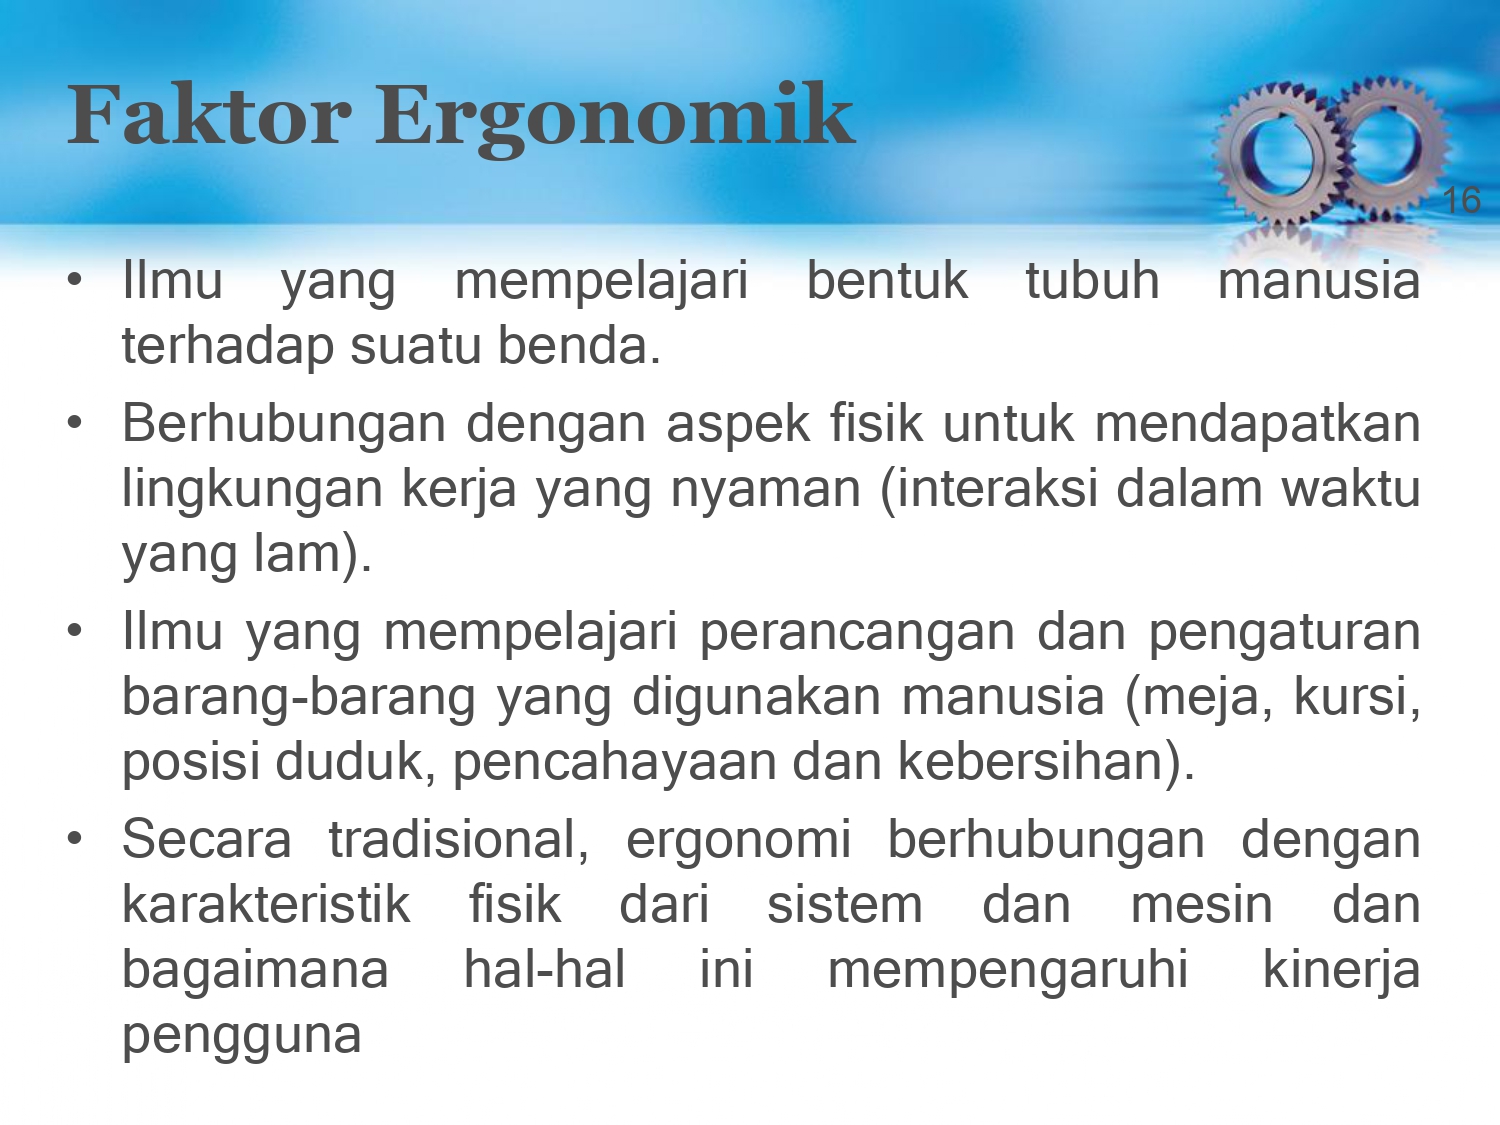 Faktor Ergonomik
16
• Ilmu yang mempelajari bentuk tubuh manusia
terhadap suatu benda.
• Berhubungan dengan aspek fisik untuk mendapatkan
lingkungan kerja yang nyaman (interaksi dalam waktu
yang lam).
• Ilmu yang mempelajari perancangan dan pengaturan
barang-barang yang digunakan manusia (meja, kursi,
posisi duduk, pencahayaan dan kebersihan).
• Secara tradisional, ergonomi berhubungan dengan
karakteristik fisik dari sistem dan mesin dan
bagaimana hal-hal ini mempengaruhi kinerja
pengguna